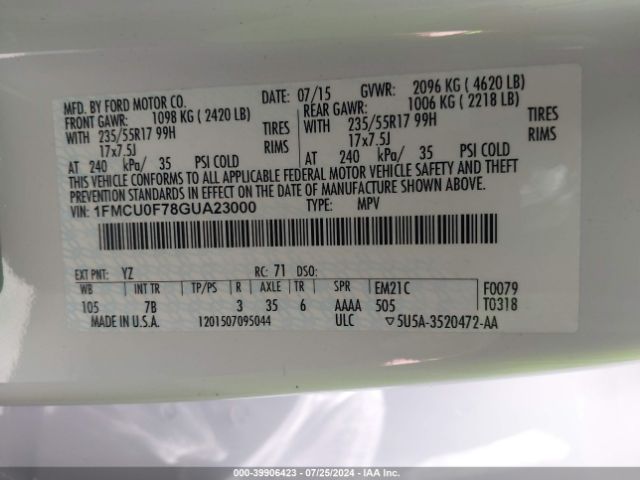 MFD. BY FORD MOTOR CO.
DATE: 07/15 GVWR: 2096 KG ( 4620 LB)
FRONT GAWR: 1098 KG ( 2420 LB) REAR GAWR: 1006 KG ( 2218 LB)
WITH 235/55R17 99H TIRES WITH 235/55R17 99H TIRES
17x7.5J RIMS 17x7.5J RIMS
AT 240 kPa/ 35 PSI COLD AT 240 kPa/ 35 PSI COLD
THIS VEHICLE CONFORMS TO ALL APPLICABLE FEDERAL MOTOR VEHICLE SAFETY AND THEFT
PREVENTION STANDARDS IN EFFECT ON THE DATE OF MANUFACTURE SHOWN ABOVE.
VIN: 1FMCU0F78GUA23000 TYPE: MPV
EXT PNT: YZ RC: 71 DSO:
WB INT TR TP/PS R AXLE TR SPR EM21C F0079
105 7B 3 35 6 AAAA 505 T0318
MADE IN U.S.A. 1201507095044 ULC ▽5U5A-3520472-AA
000-39906423 - 07/25/2024 - IAAI.COM